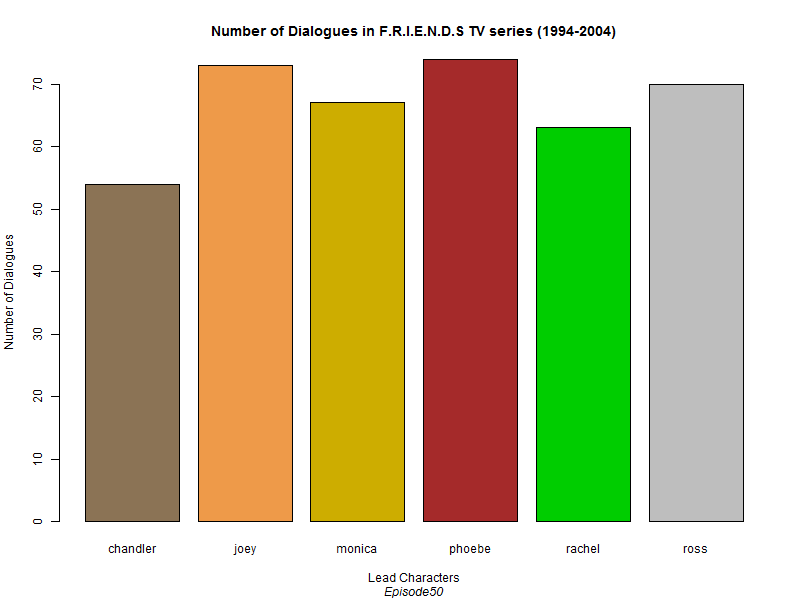 Number of Dialogues in F.R.I.E.N.D.S TV series (1994-2004)
Number of Dialogues
70
60
50
40
30
20
10
0
chandler joey monica phoebe rachel ross
Lead Characters
Episode50